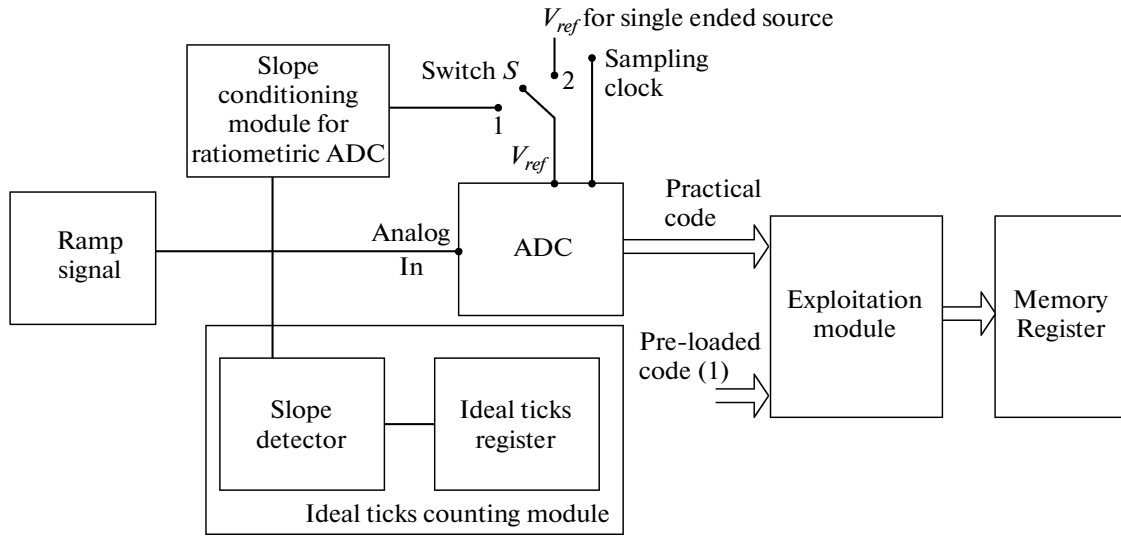 V_ref for single ended source
Slope
conditioning
module for
ratiometiric ADC
Switch S
2
Sampling
clock
1
V_ref
Ramp
signal
Analog
In
ADC
Practical
code
Exploitation
module
Memory
Register
Pre-loaded
code (1)
Slope
detector
Ideal ticks
register
Ideal ticks counting module